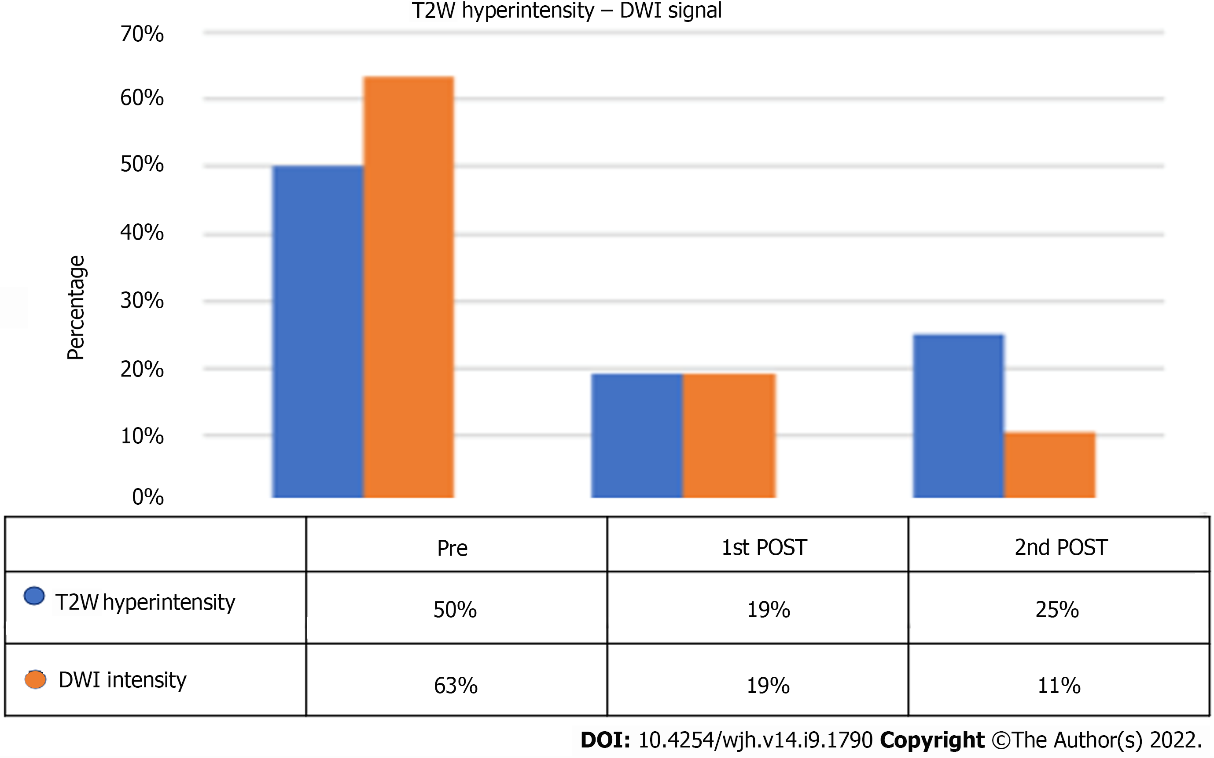 T2W hyperintensity – DWI signal
70%
60%
50%
40%
30%
20%
10%
0%
Percentage
Pre 1st POST 2nd POST
T2W hyperintensity 50% 19% 25%
DWI intensity 63% 19% 11%
DOI: 10.4254/wjh.v14.i9.1790 Copyright ©The Author(s) 2022.